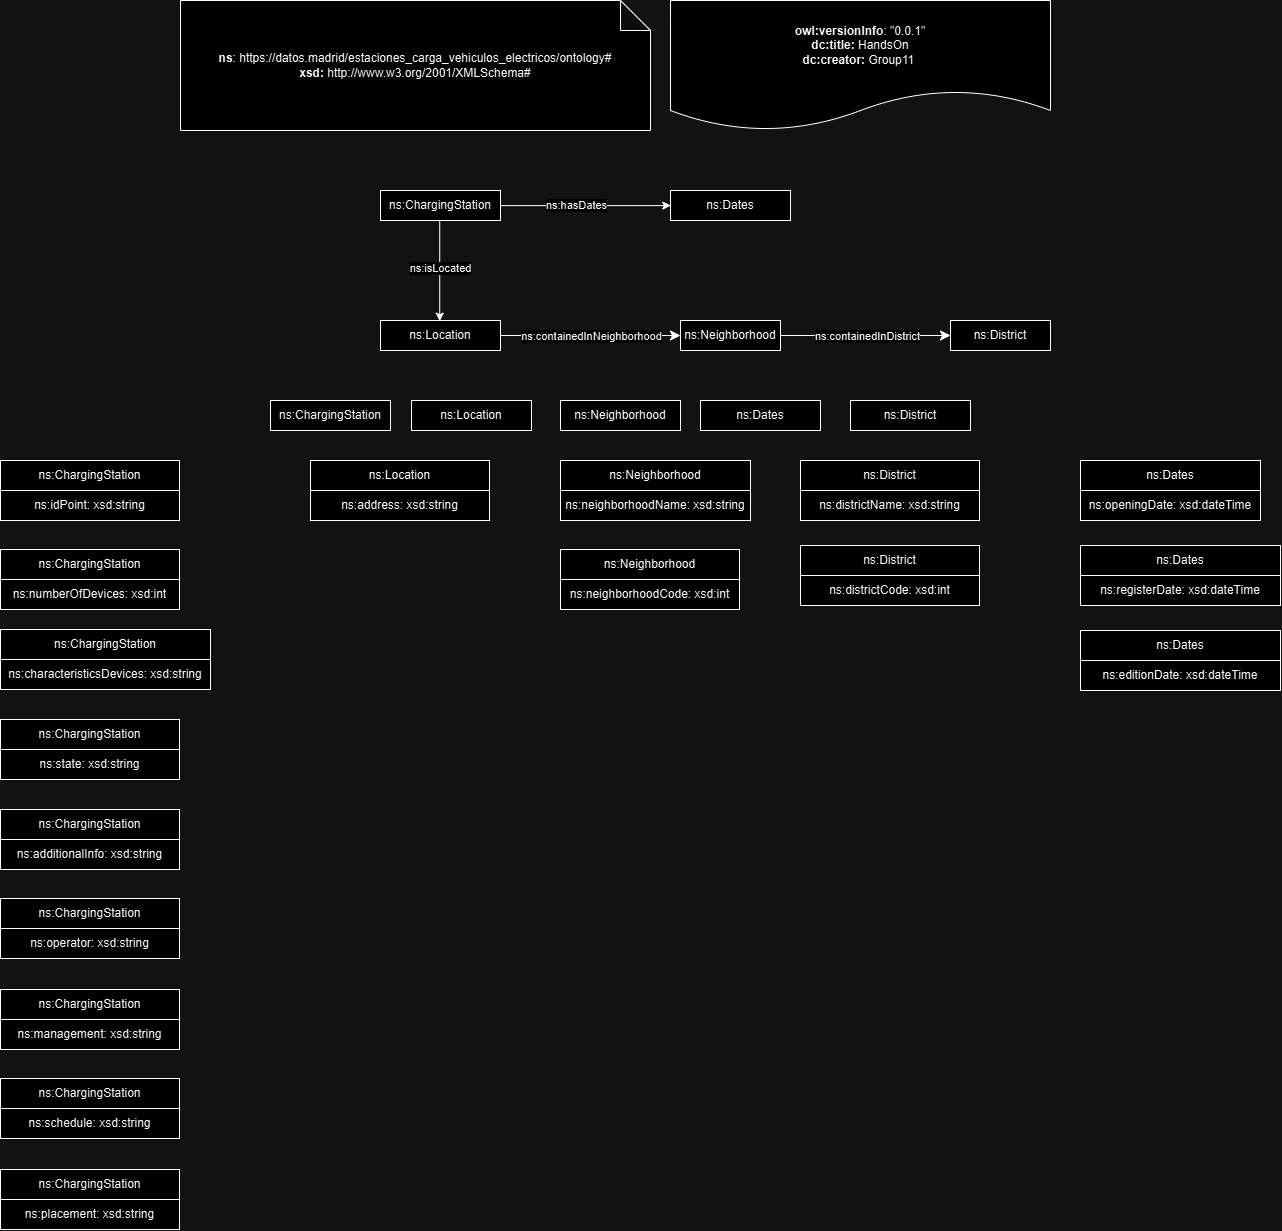 ns: https://datos.madrid/estaciones_carga_vehiculos_electricos/ontology#
xsd: http://www.w3.org/2001/XMLSchema#
owl:versionInfo: "0.0.1"
dc:title: HandsOn
dc:creator: Group11
ns:ChargingStation
ns:hasDates
ns:Dates
ns:isLocated
ns:Location
ns:containedInNeighborhood
ns:Neighborhood
ns:containedInDistrict
ns:District
ns:ChargingStation
ns:Location
ns:Neighborhood
ns:Dates
ns:District
ns:ChargingStation
ns:idPoint: xsd:string
ns:Location
ns:address: xsd:string
ns:Neighborhood
ns:neighborhoodName: xsd:string
ns:District
ns:districtName: xsd:string
ns:Dates
ns:openingDate: xsd:dateTime
ns:ChargingStation
ns:numberOfDevices: xsd:int
ns:Neighborhood
ns:neighborhoodCode: xsd:int
ns:District
ns:districtCode: xsd:int
ns:Dates
ns:registerDate: xsd:dateTime
ns:ChargingStation
ns:characteristicsDevices: xsd:string
ns:Dates
ns:editionDate: xsd:dateTime
ns:ChargingStation
ns:state: xsd:string
ns:ChargingStation
ns:additionalInfo: xsd:string
ns:ChargingStation
ns:operator: xsd:string
ns:ChargingStation
ns:management: xsd:string
ns:ChargingStation
ns:schedule: xsd:string
ns:ChargingStation
ns:placement: xsd:string